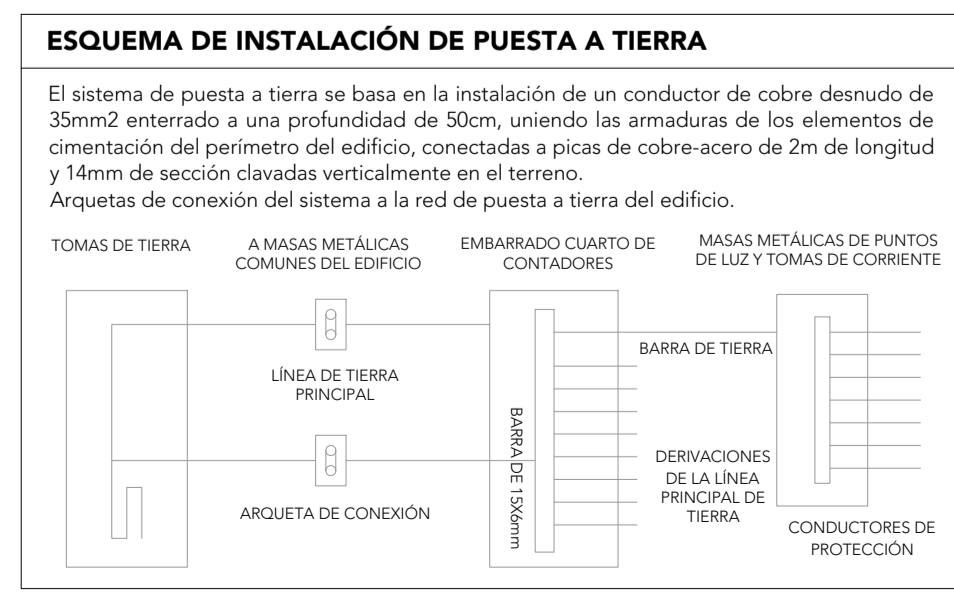 ESQUEMA DE INSTALACIÓN DE PUESTA A TIERRA
El sistema de puesta a tierra se basa en la instalación de un conductor de cobre desnudo de
35mm2 enterrado a una profundidad de 50cm, uniendo las armaduras de los elementos de
cimentación del perímetro del edificio, conectadas a picas de cobre-acero de 2m de longitud
y 14mm de sección clavadas verticalmente en el terreno.
Arquetas de conexión del sistema a la red de puesta a tierra del edificio.
TOMAS DE TIERRA
A MASAS METÁLICAS
COMUNES DEL EDIFICIO
EMBARRADO CUARTO DE
CONTADORES
MASAS METÁLICAS DE PUNTOS
DE LUZ Y TOMAS DE CORRIENTE
LÍNEA DE TIERRA
PRINCIPAL
BARRA DE TIERRA
BARRA DE 15X6mm
ARQUETA DE CONEXIÓN
DERIVACIONES
DE LA LÍNEA
PRINCIPAL DE
TIERRA
CONDUCTORES DE
PROTECCIÓN